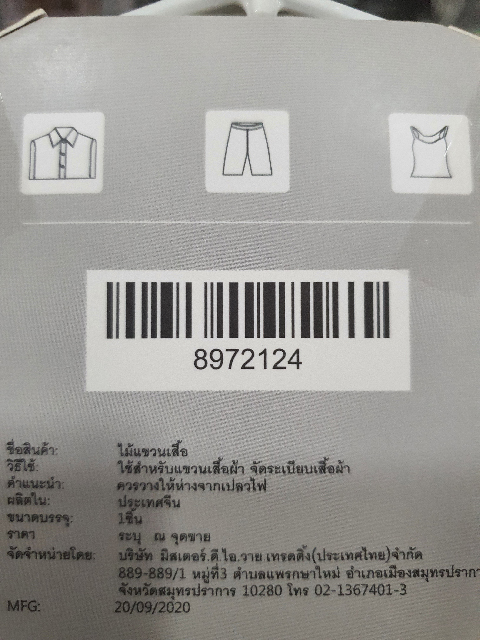 8972124
ชื่อสินค้า: ไม้แขวนเสื้อ
วิธีใช้: ใช้สำหรับแขวนเสื้อผ้า จัดระเบียบเสื้อผ้า
คำแนะนำ: ควรวางให้ห่างจากเปลวไฟ
ผลิตใน: ประเทศจีน
ขนาดบรรจุ: 1ชิ้น
ราคา ระบุ ณ จุดขาย
จัดจำหน่ายโดย: บริษัท มิสเตอร์.ดี.ไอ.วาย เทรดดิ้ง(ประเทศไทย)จำกัด
889-889/1 หมู่ที่3 ตำบลแพรกษาใหม่ อำเภอเมืองสมุทรปราการ
จังหวัดสมุทรปราการ 10280 โทร 02-1367401-3
MFG: 20/09/2020